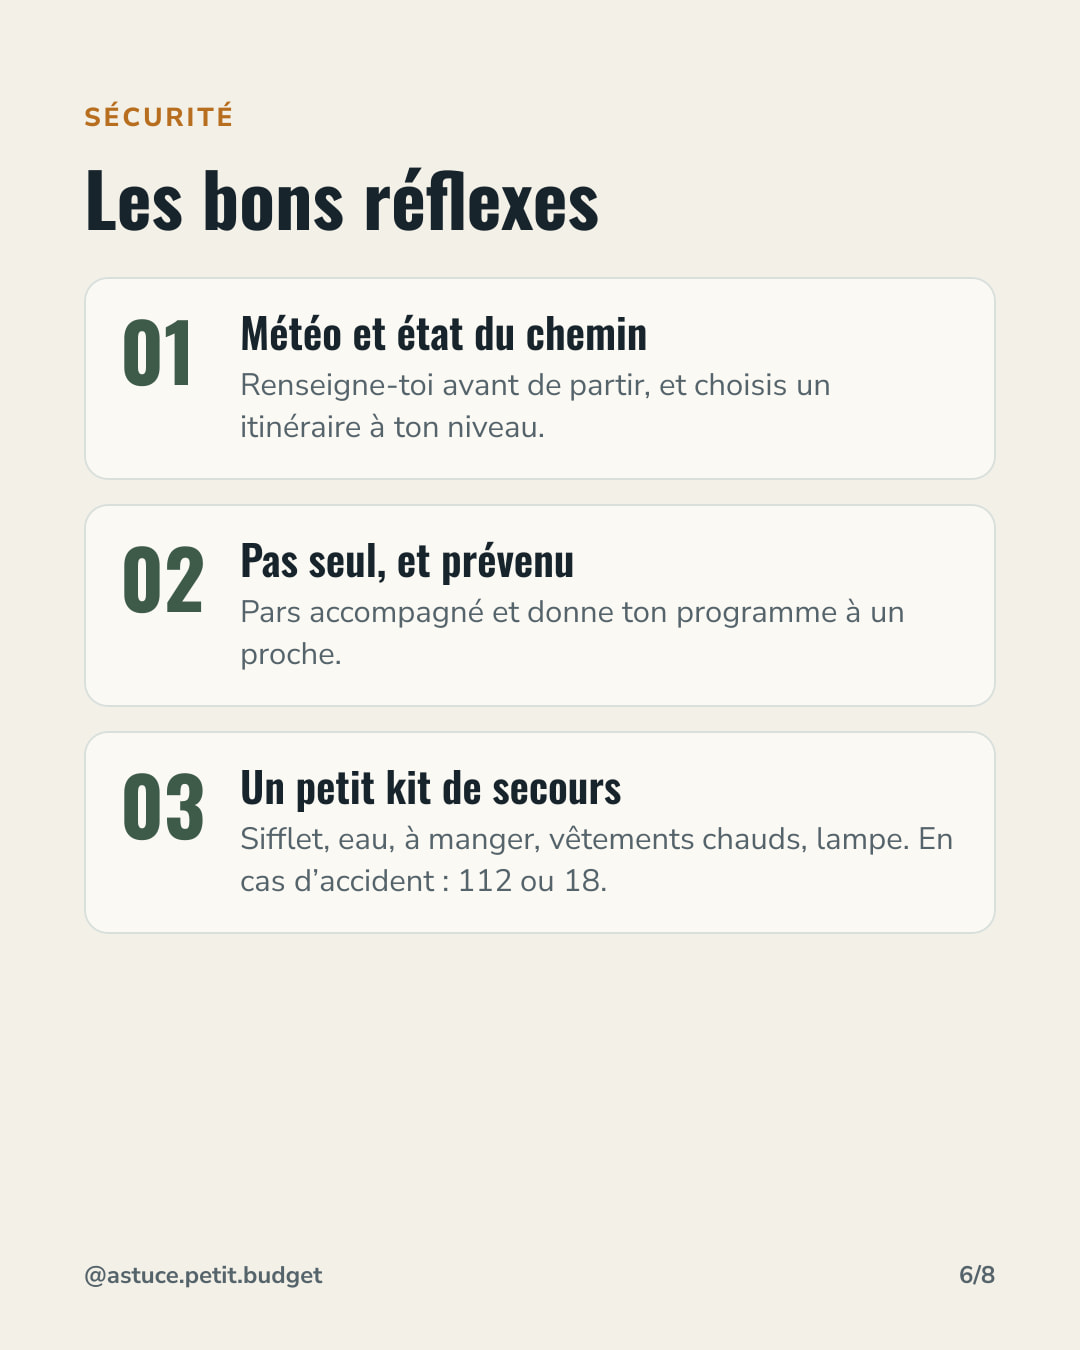 SÉCURITÉ
Les bons réflexes
01
Météo et état du chemin
Renseigne-toi avant de partir, et choisis un
itinéraire à ton niveau.
02
Pas seul, et prévenu
Pars accompagné et donne ton programme à un
proche.
03
Un petit kit de secours
Sifflet, eau, à manger, vêtements chauds, lampe. En
cas d’accident : 112 ou 18.
@astuce.petit.budget
6/8